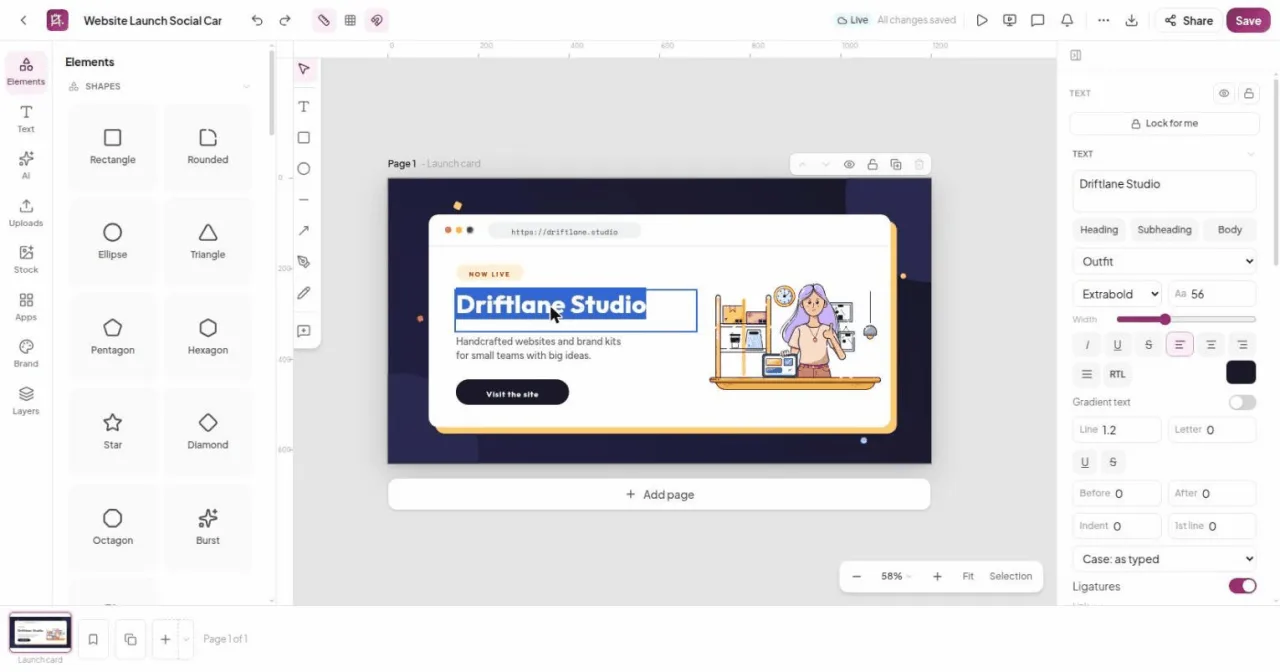 Website Launch Social Car
Live
All changes saved
Share
Save
Elements
Text
AI
Uploads
Stock
Apps
Brand
Layers
Elements
SHAPES
Rectangle
Rounded
Ellipse
Triangle
Pentagon
Hexagon
Star
Diamond
Octagon
Burst
0
200
400
600
800
1000
1200
0
200
400
600
Page 1 - Launch card
https://driftlane.studio
NOW LIVE
Driftlane Studio
Handcrafted websites and brand kits
for small teams with big ideas.
Visit the site
+ Add page
58%
Fit
Selection
TEXT
Lock for me
TEXT
Driftlane Studio
Heading
Subheading
Body
Outfit
Extrabold
Aa 56
Width
I U S
RTL
Gradient text
Line 1.2
Letter 0
U S
Before 0
After 0
Indent 0
1st line 0
Case: as typed
Ligatures
Launch card
Page 1 of 1